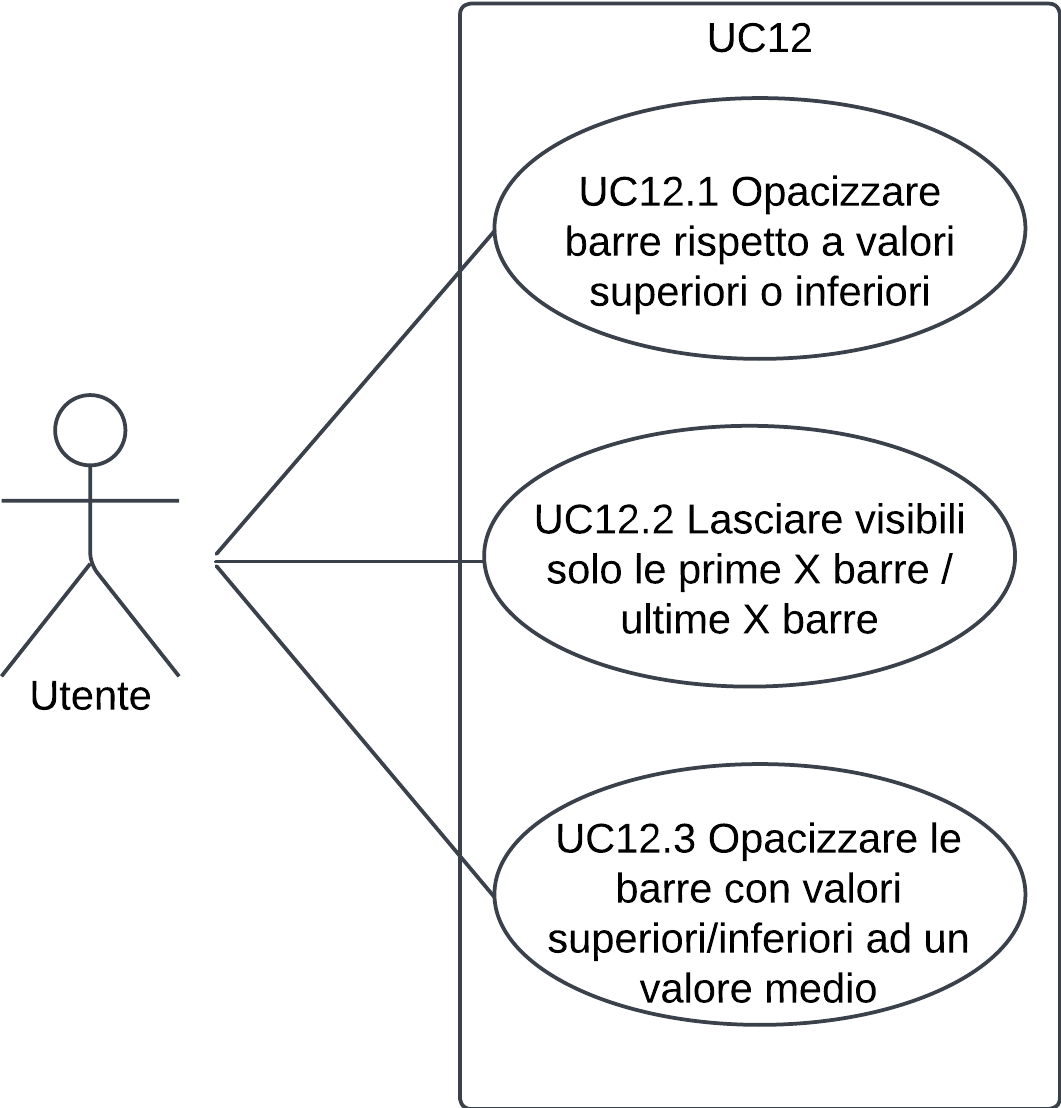 UC12
UC12.1 Opacizzare
barre rispetto a valori
superiori o inferiori
UC12.2 Lasciare visibili
solo le prime X barre /
ultime X barre
Utente
UC12.3 Opacizzare le
barre con valori
superiori/inferiori ad un
valore medio